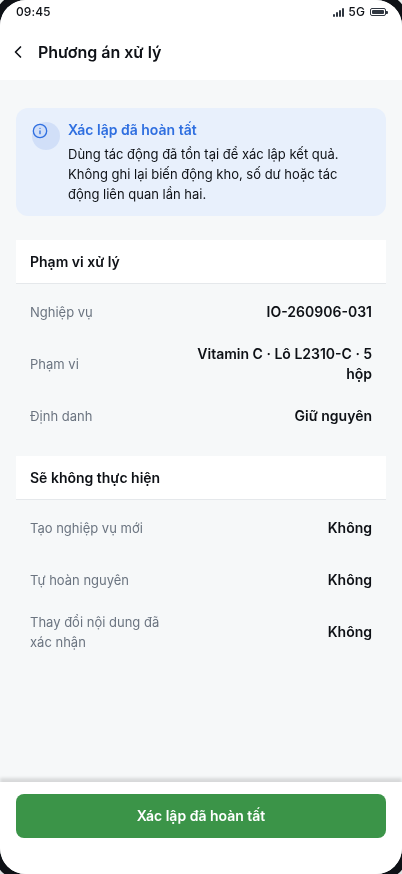 09:45
5G
Phương án xử lý
Xác lập đã hoàn tất
Dùng tác động đã tồn tại để xác lập kết quả.
Không ghi lại biến động kho, số dư hoặc tác
động liên quan lần hai.
Phạm vi xử lý
Nghiệp vụ
IO-260906-031
Phạm vi
Vitamin C · Lô L2310-C · 5
hộp
Định danh
Giữ nguyên
Sẽ không thực hiện
Tạo nghiệp vụ mới
Không
Tự hoàn nguyên
Không
Thay đổi nội dung đã
xác nhận
Không
Xác lập đã hoàn tất